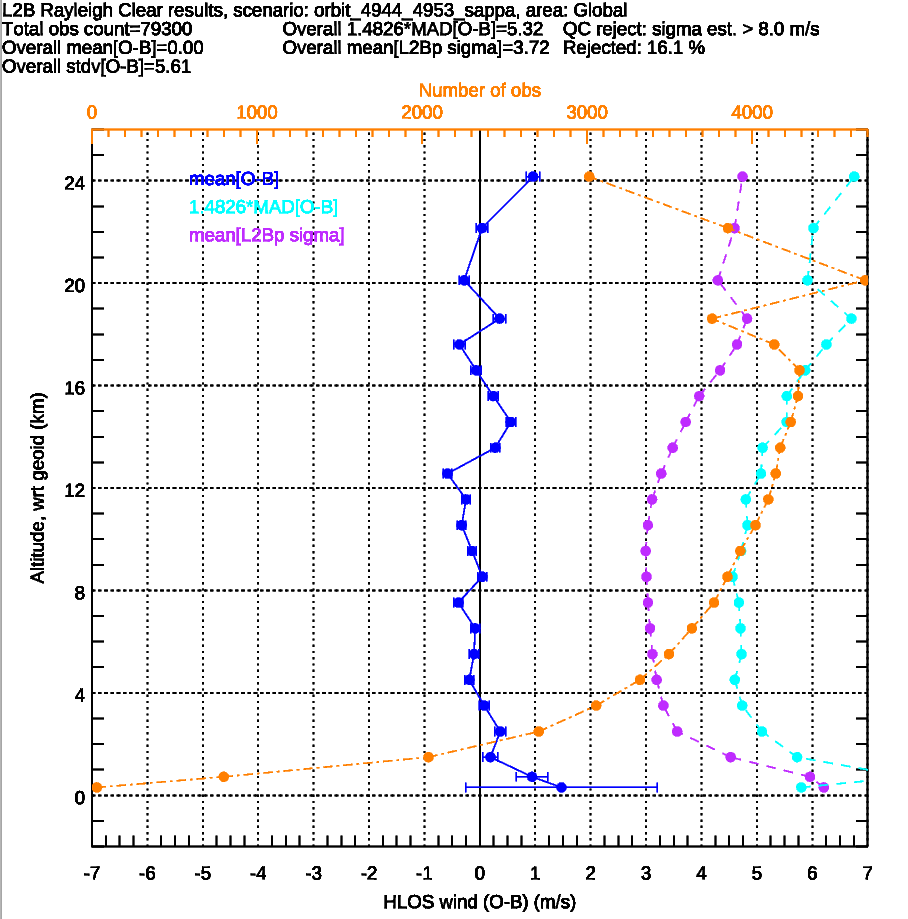 L2B Rayleigh Clear results, scenario: orbit_4944_4953_sappa, area: Global
Total obs count=79300 Overall 1.4826*MAD[O-B]=5.32 QC reject: sigma est. > 8.0 m/s
Overall mean[O-B]=0.00 Overall mean[L2Bp sigma]=3.72 Rejected: 16.1 %
Overall stdv[O-B]=5.61
Number of obs
0 1000 2000 3000 4000
mean[O-B]
1.4826*MAD[O-B]
mean[L2Bp sigma]
24
20
16
12
8
4
0
Altitude, wrt geoid (km)
-7 -6 -5 -4 -3 -2 -1 0 1 2 3 4 5 6 7
HLOS wind (O-B) (m/s)